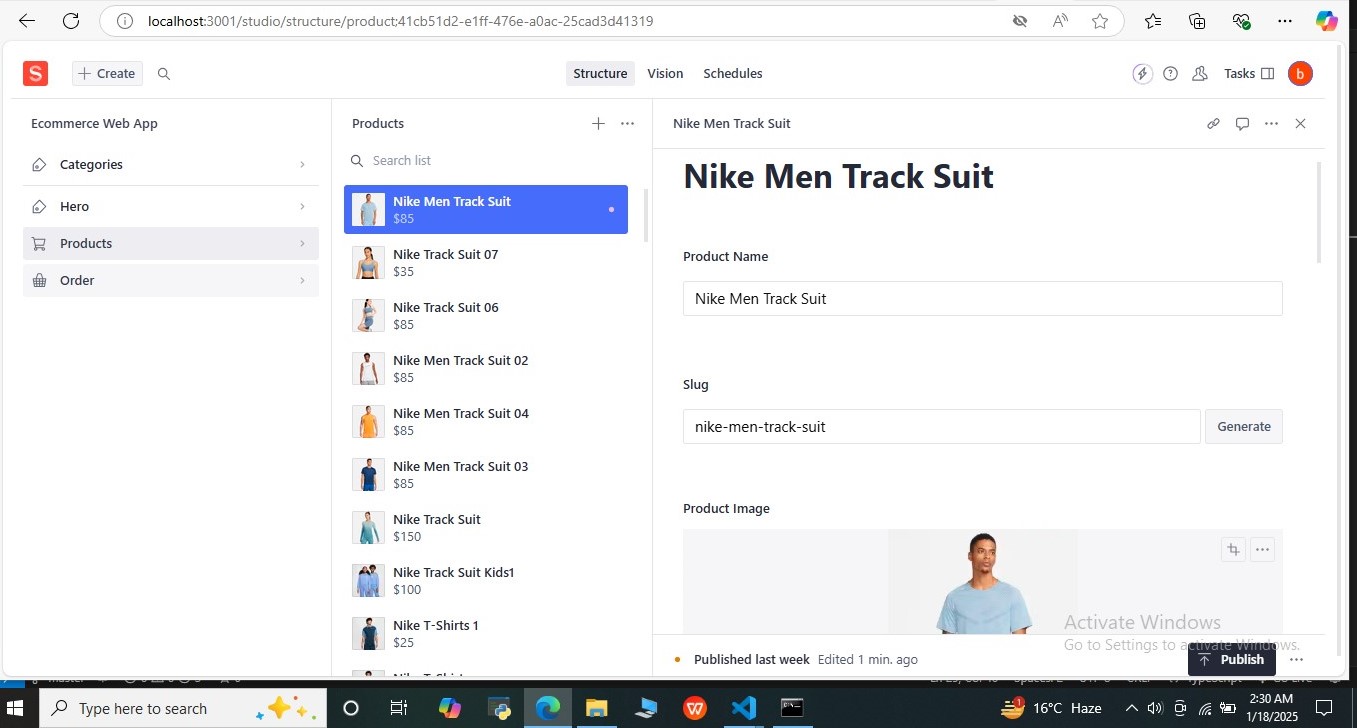 localhost:3001/studio/structure/product;41cb51d2-e1ff-476e-a0ac-25cad3d41319
S
Create
Structure
Vision
Schedules
Tasks
b
Ecommerce Web App
Categories
Hero
Products
Order
Products
Search list
Nike Men Track Suit
$85
Nike Track Suit 07
$35
Nike Track Suit 06
$85
Nike Men Track Suit 02
$85
Nike Men Track Suit 04
$85
Nike Men Track Suit 03
$85
Nike Track Suit
$150
Nike Track Suit Kids1
$100
Nike T-Shirts 1
$25
Nike Men Track Suit
Nike Men Track Suit
Product Name
Nike Men Track Suit
Slug
nike-men-track-suit
Generate
Product Image
Activate Windows
Go to Settings to activate Windows.
Published last week Edited 1 min. ago
Publish
Type here to search
1
16°C Haze
2:30 AM
1/18/2025